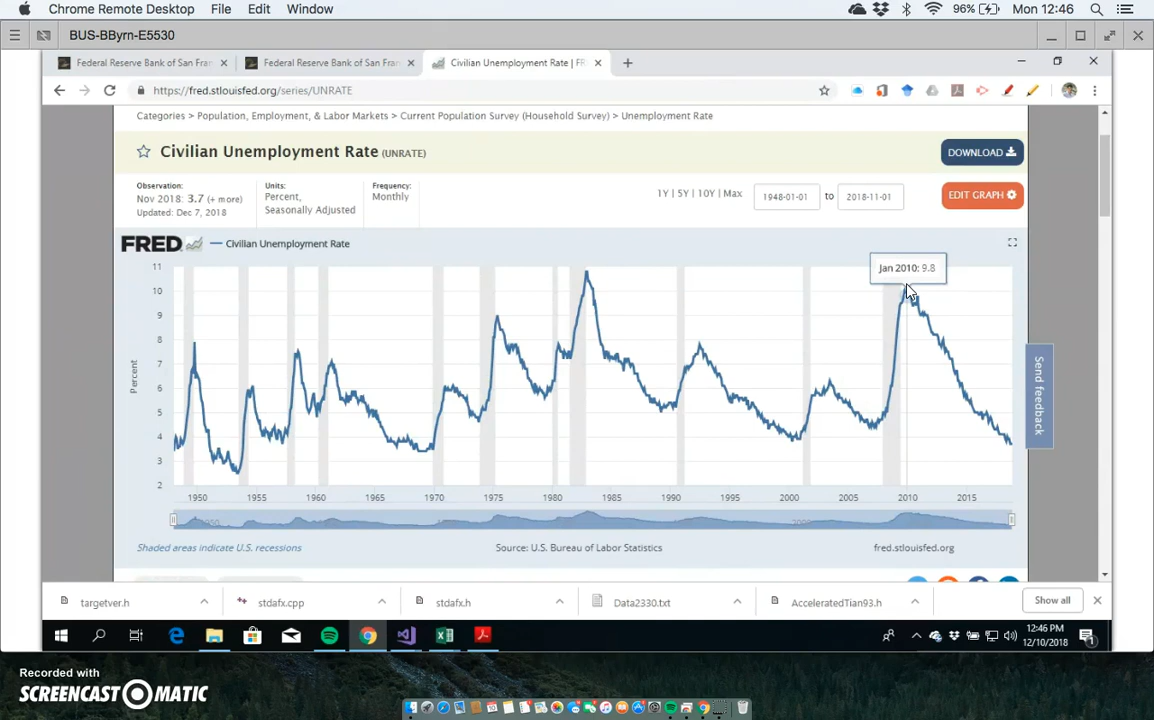 Chrome Remote Desktop File Edit Window 96% Mon 12:46
BUS-BByrn-E5530
Federal Reserve Bank of San Fran Federal Reserve Bank of San Fran Civilian Unemployment Rate | FR
https://fred.stlouisfed.org/series/UNRATE
Categories > Population, Employment, & Labor Markets > Current Population Survey (Household Survey) > Unemployment Rate
Civilian Unemployment Rate (UNRATE)
DOWNLOAD
Observation:
Nov 2018: 3.7 (+ more)
Updated: Dec 7, 2018
Units:
Percent,
Seasonally Adjusted
Frequency:
Monthly
1Y | 5Y | 10Y | Max 1948-01-01 to 2018-11-01
EDIT GRAPH
FRED Civilian Unemployment Rate
Jan 2010: 9.8
11
9
8
7
6
5
4
3
2
Percent
1950 1955 1960 1965 1970 1975 1980 1985 1990 1995 2000 2005 2010 2015
Shaded areas indicate U.S. recessions Source: U.S. Bureau of Labor Statistics fred.stlouisfed.org
Send feedback
targetver.h stdafx.cpp stdafx.h Data2330.txt AcceleratedTian93.h Show all
12:46 PM
12/10/2018
1
Recorded with
SCREENCAST-O-MATIC